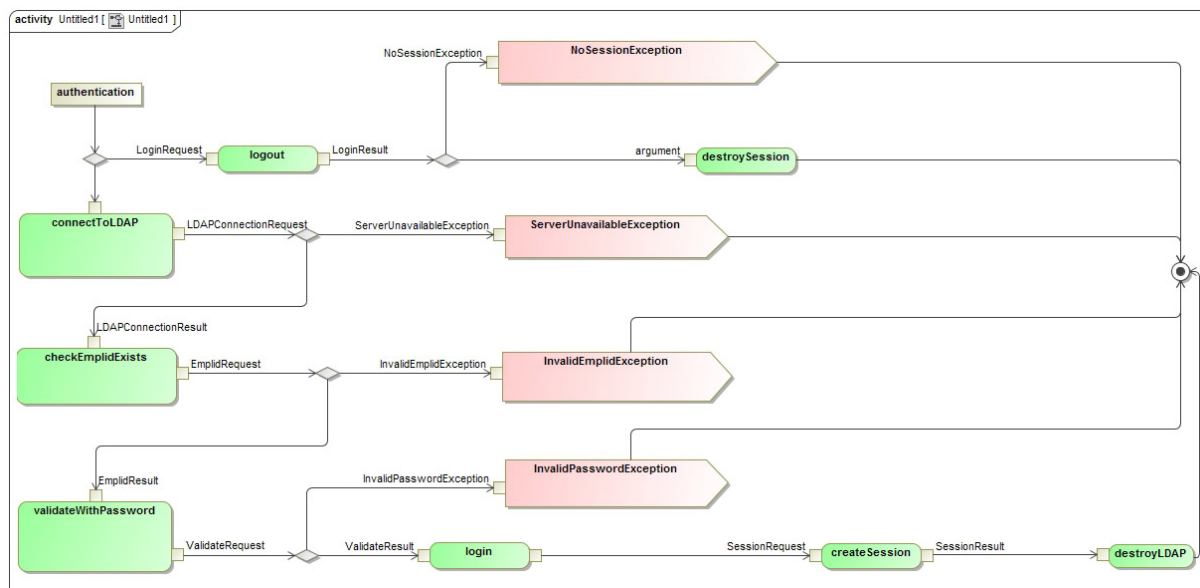 activity Untitled1 [ Untitled1 ]
NoSessionException
NoSessionException
authentication
LoginRequest
logout
LoginResult
argument
destroySession
connectToLDAP
LDAPConnectionRequest
ServerUnavailableException
ServerUnavailableException
LDAPConnectionResult
checkEmplidExists
EmplidRequest
InvalidEmplidException
InvalidEmplidException
EmplidResult
validateWithPassword
InvalidPasswordException
InvalidPasswordException
ValidateRequest
ValidateResult
login
SessionRequest
createSession
SessionResult
destroyLDAP